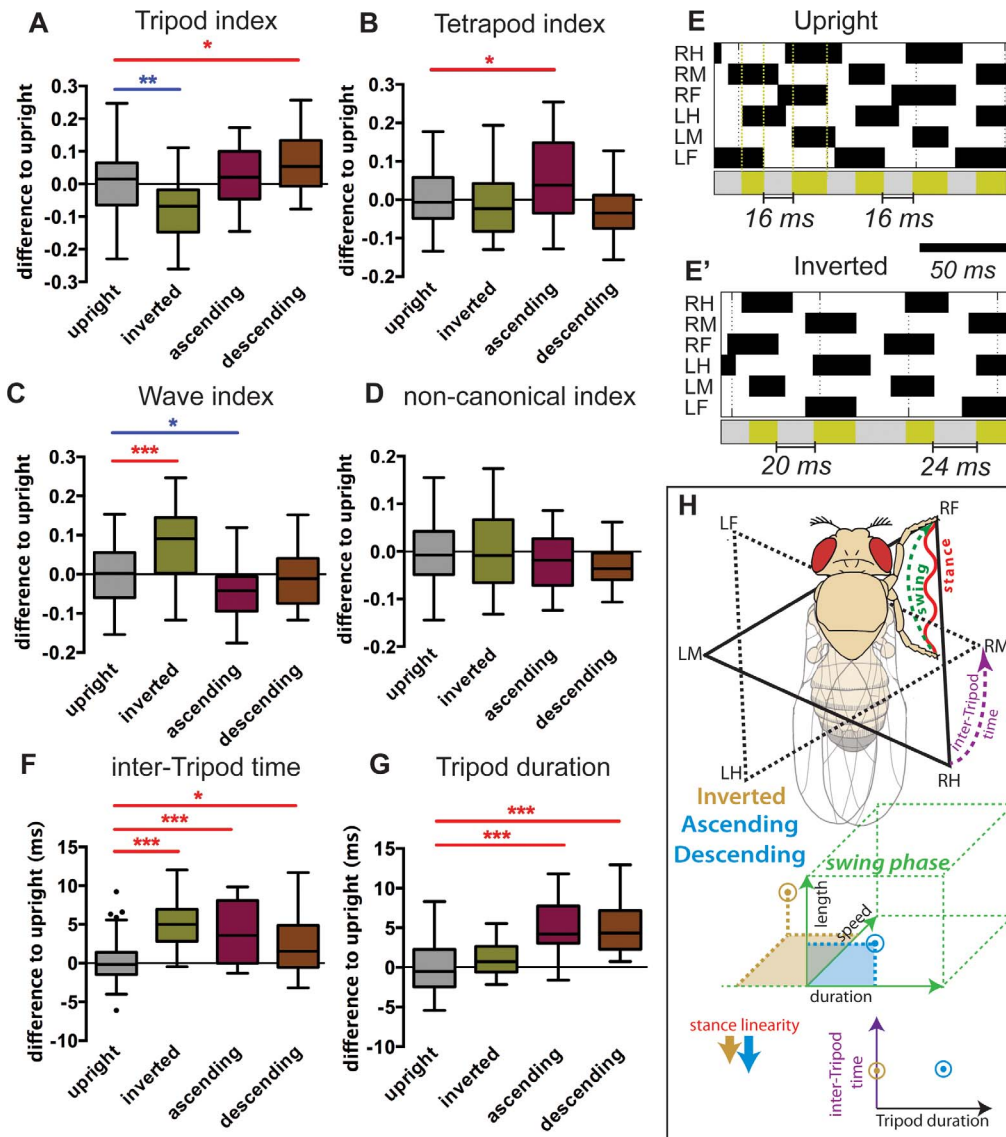 A
Tripod index
difference to upright
0.3
0.2
0.1
0.0
-0.1
-0.2
-0.3
*
**
upright
inverted
ascending
descending
B
Tetrapod index
difference to upright
0.3
0.2
0.1
0.0
-0.1
-0.2
*
upright
inverted
ascending
descending
E
Upright
RH
RM
RF
LH
LM
LF
16 ms
16 ms
50 ms
E'
Inverted
RH
RM
RF
LH
LM
LF
20 ms
24 ms
C
Wave index
difference to upright
0.3
0.2
0.1
0.0
-0.1
-0.2
*
***
upright
inverted
ascending
descending
D
non-canonical index
difference to upright
0.3
0.2
0.1
-0.0
-0.1
-0.2
upright
inverted
ascending
descending
F
inter-Tripod time
difference to upright (ms)
15
10
5
0
-5
-10
*
***
***
upright
inverted
ascending
descending
G
Tripod duration
difference to upright (ms)
15
10
5
0
-5
-10
***
***
upright
inverted
ascending
descending
H
LF
RF
swing
stance
LM
RM
inter-Tripod
time
LH
RH
Inverted
Ascending
Descending
swing phase
length
speed
duration
stance linearity
inter-Tripod
time
Tripod duration